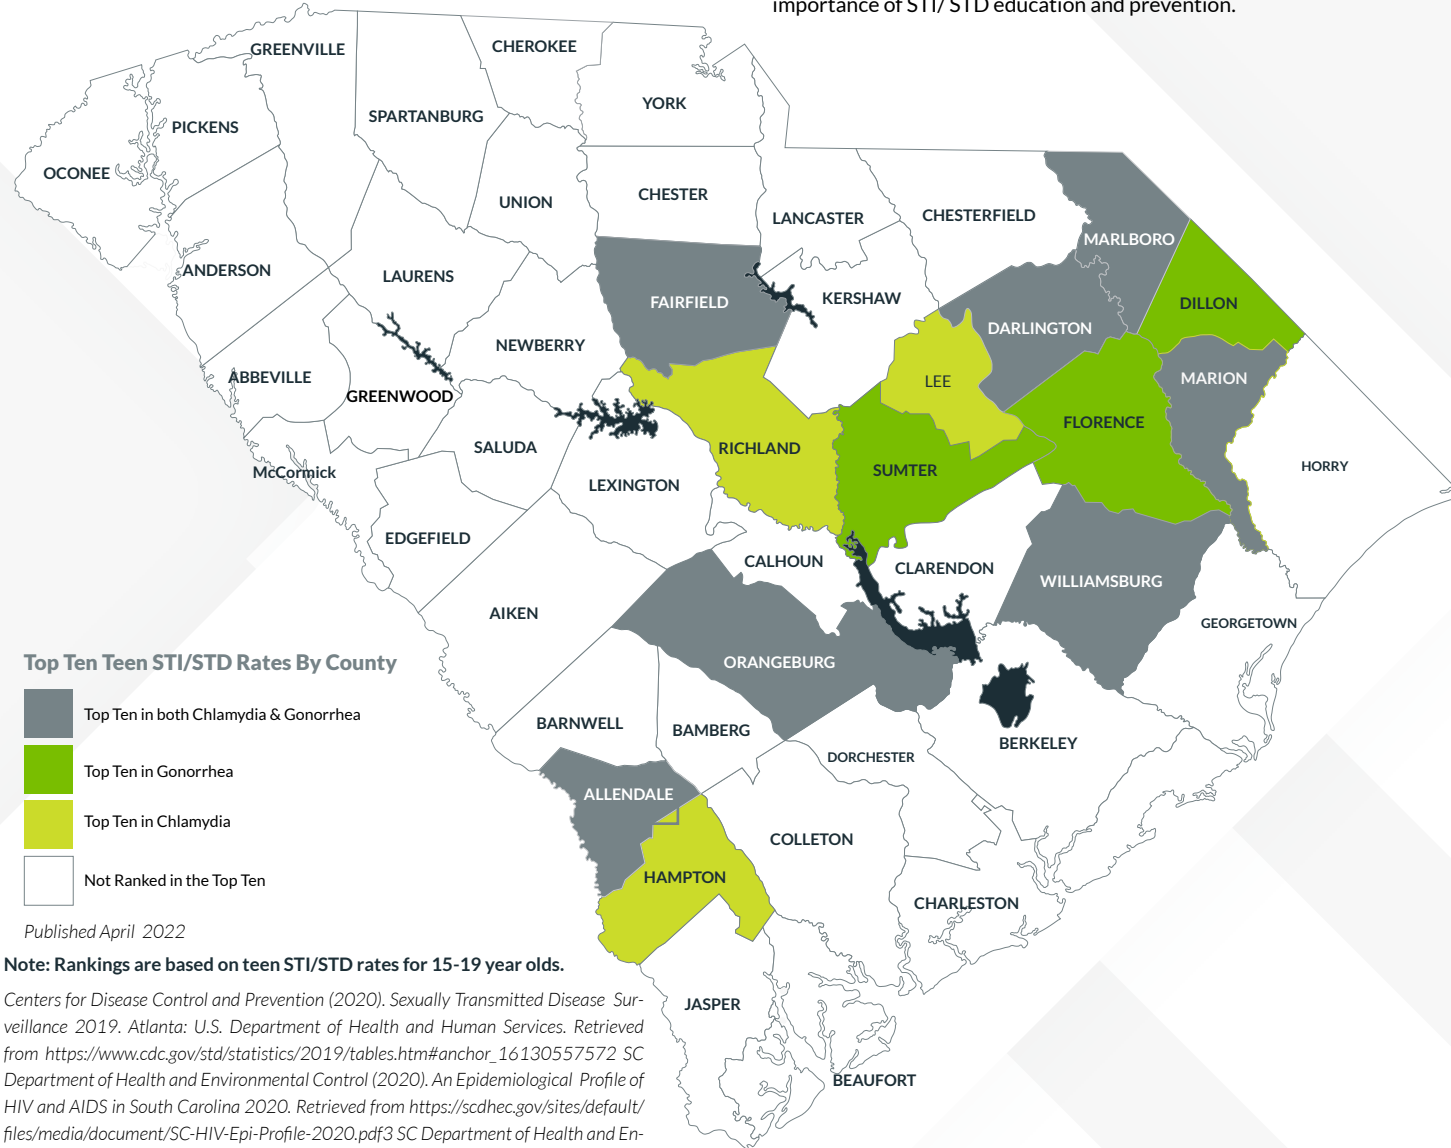 importance of STI/ STD education and prevention.
GREENVILLE
CHEROKEE
YORK
SPARTANBURG
PICKENS
OCONEE
UNION
CHESTER
LANCASTER
CHESTERFIELD
MARLBORO
ANDERSON
LAURENS
FAIRFIELD
KERSHAW
DARLINGTON
DILLON
NEWBERRY
ABBEVILLE
GREENWOOD
LEE
MARION
FLORENCE
SALUDA
RICHLAND
SUMTER
HORRY
McCormick
LEXINGTON
EDGEFIELD
CALHOUN
CLARENDON
WILLIAMSBURG
AIKEN
GEORGETOWN
ORANGEBURG
BARNWELL
BAMBERG
BERKELEY
DORCHESTER
ALLENDALE
COLLETON
HAMPTON
CHARLESTON
JASPER
BEAUFORT
Top Ten Teen STI/STD Rates By County
Top Ten in both Chlamydia & Gonorrhea
Top Ten in Gonorrhea
Top Ten in Chlamydia
Not Ranked in the Top Ten
Published April 2022
Note: Rankings are based on teen STI/STD rates for 15-19 year olds.
Centers for Disease Control and Prevention (2020). Sexually Transmitted Disease Sur-
veillance 2019. Atlanta: U.S. Department of Health and Human Services. Retrieved
from https://www.cdc.gov/std/statistics/2019/tables.htm#anchor_16130557572 SC
Department of Health and Environmental Control (2020). An Epidemiological Profile of
HIV and AIDS in South Carolina 2020. Retrieved from https://scdhec.gov/sites/default/
files/media/document/SC-HIV-Epi-Profile-2020.pdf3 SC Department of Health and En-